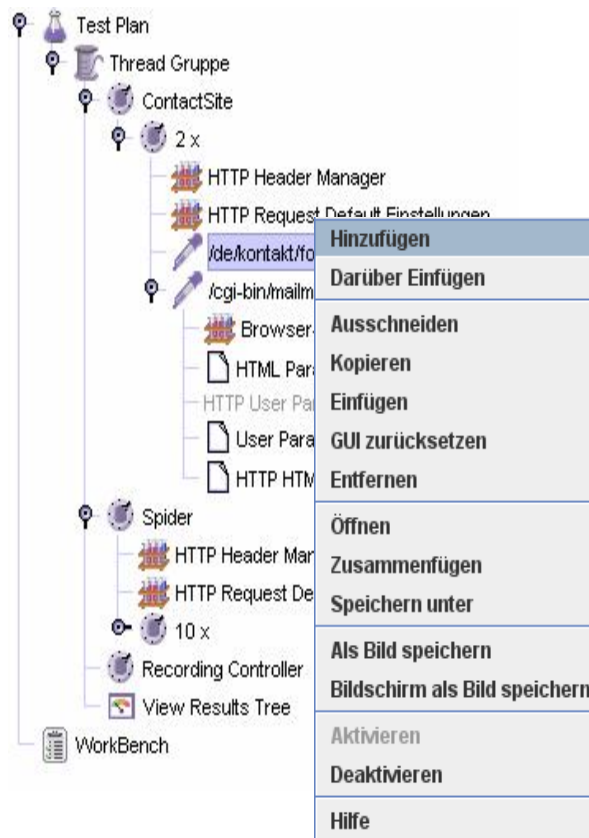 Test Plan
Thread Gruppe
ContactSite
2 x
HTTP Header Manager
HTTP Request Default Einstellungen
/de/kontakt/fo
/cgi-bin/mailm
Browser-
HTML Par
HTTP User Pa
User Para
HTTP HTM
Spider
HTTP Header Mar
HTTP Request De
10 x
Recording Controller
View Results Tree
WorkBench
Hinzufügen
Darüber Einfügen
Ausschneiden
Kopieren
Einfügen
GUI zurücksetzen
Entfernen
Öffnen
Zusammenfügen
Speichern unter
Als Bild speichern
Bildschirm als Bild speichern
Aktivieren
Deaktivieren
Hilfe